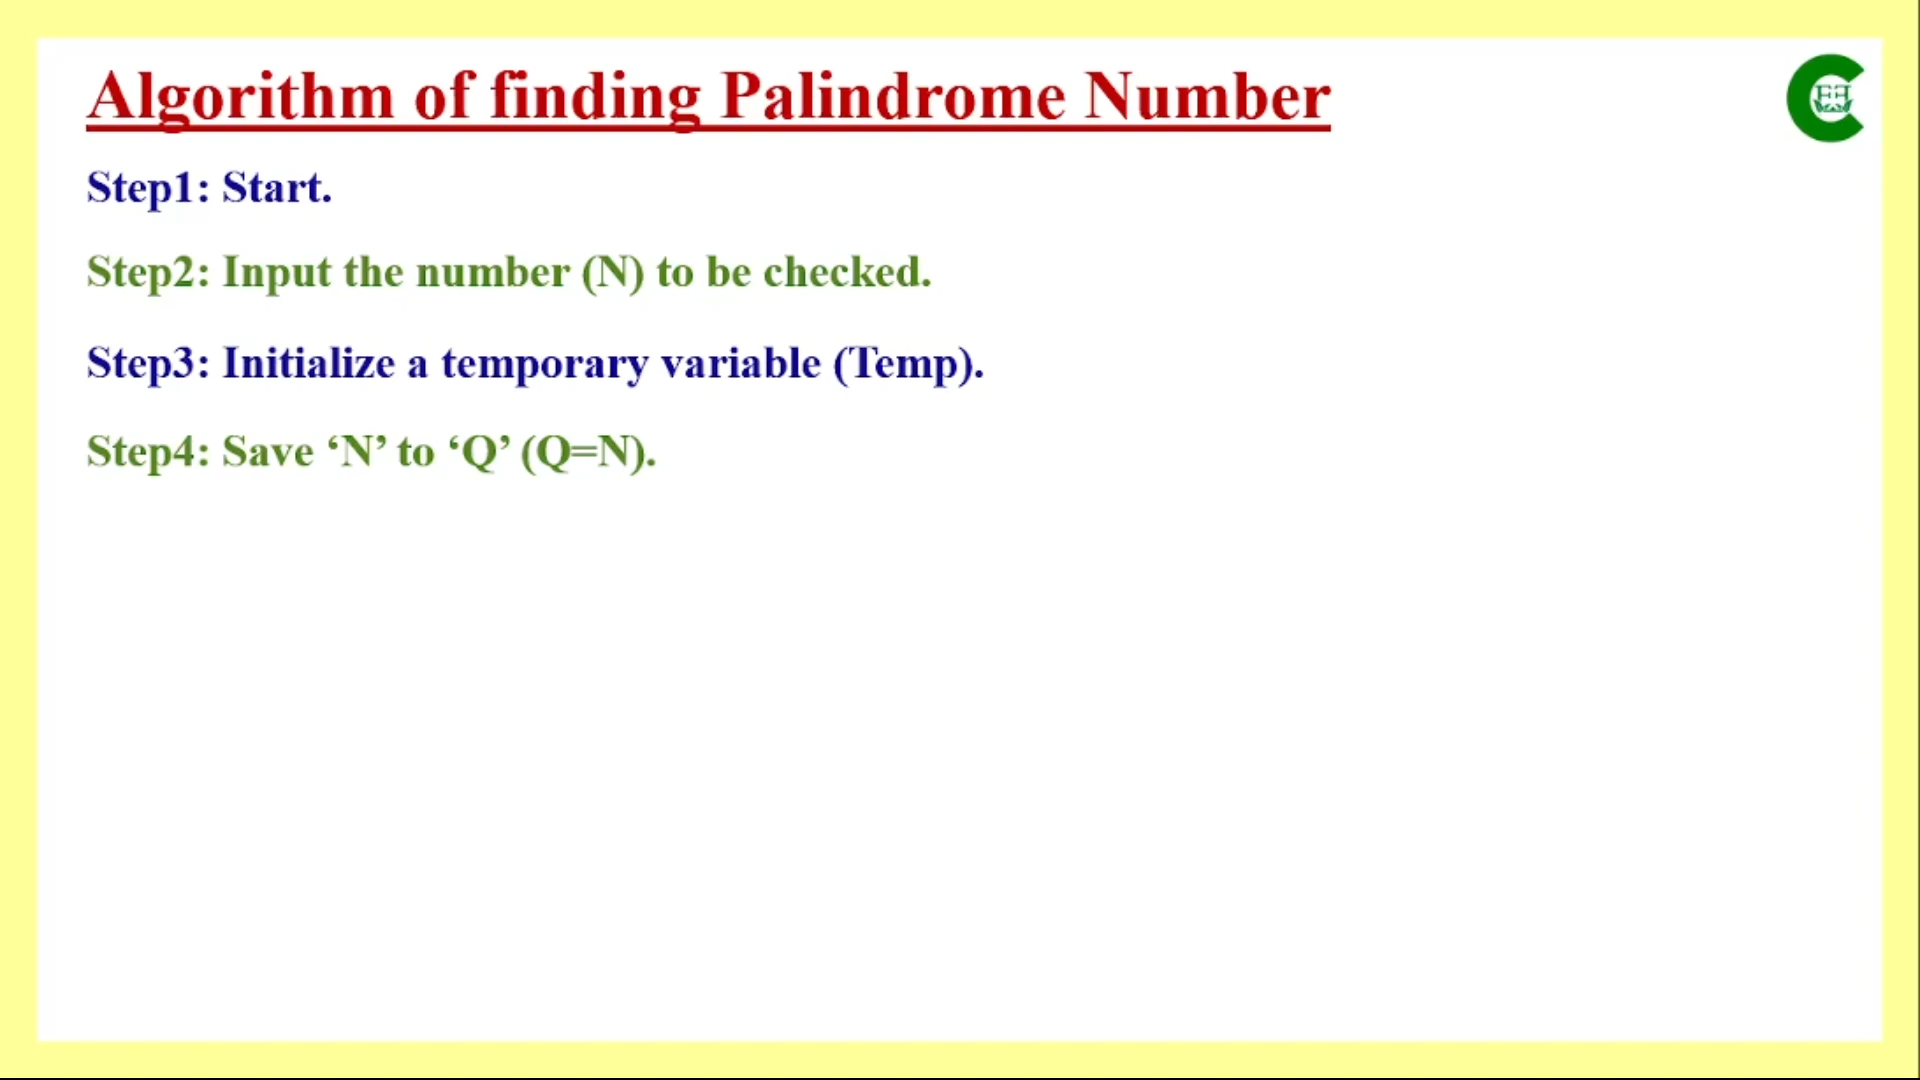 Algorithm of finding Palindrome Number
Step1: Start.
Step2: Input the number (N) to be checked.
Step3: Initialize a temporary variable (Temp).
Step4: Save ‘N’ to ‘Q’ (Q=N).